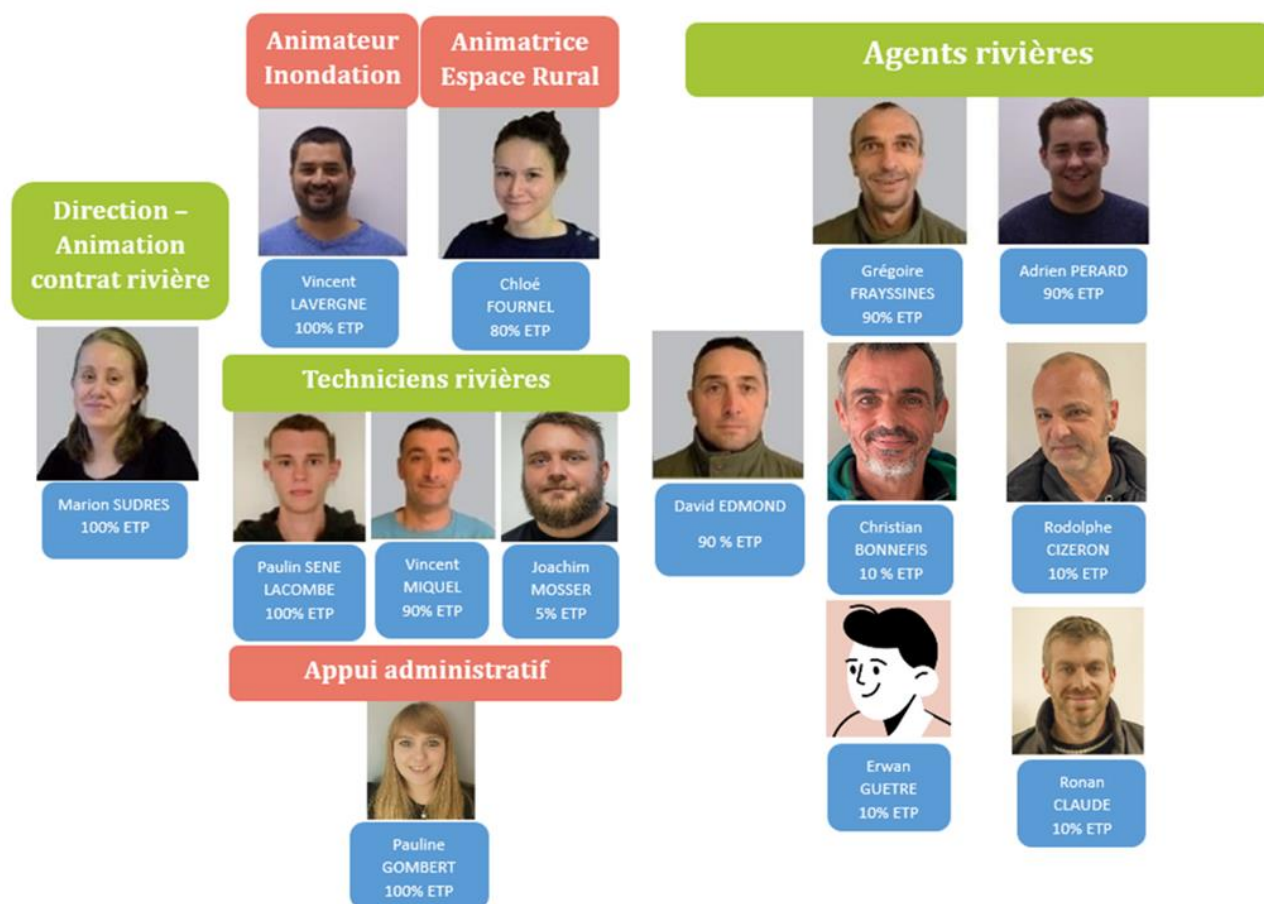 Direction –
Animation
contrat rivière
Marion SUDRES
100% ETP
Animateur
Inondation
Vincent
LAVERGNE
100% ETP
Animatrice
Espace Rural
Chloé
FOURNEL
80% ETP
Techniciens rivières
Paulin SENE
LACOMBE
100% ETP
Vincent
MIQUEL
90% ETP
Joachim
MOSSER
5% ETP
Appui administratif
Pauline
GOMBERT
100% ETP
Agents rivières
Grégoire
FRAYSSINES
90% ETP
Adrien PERARD
90% ETP
David EDMOND
90 % ETP
Christian
BONNEFIS
10 % ETP
Rodolphe
CIZERON
10% ETP
Erwan
GUETRE
10% ETP
Ronan
CLAUDE
10% ETP